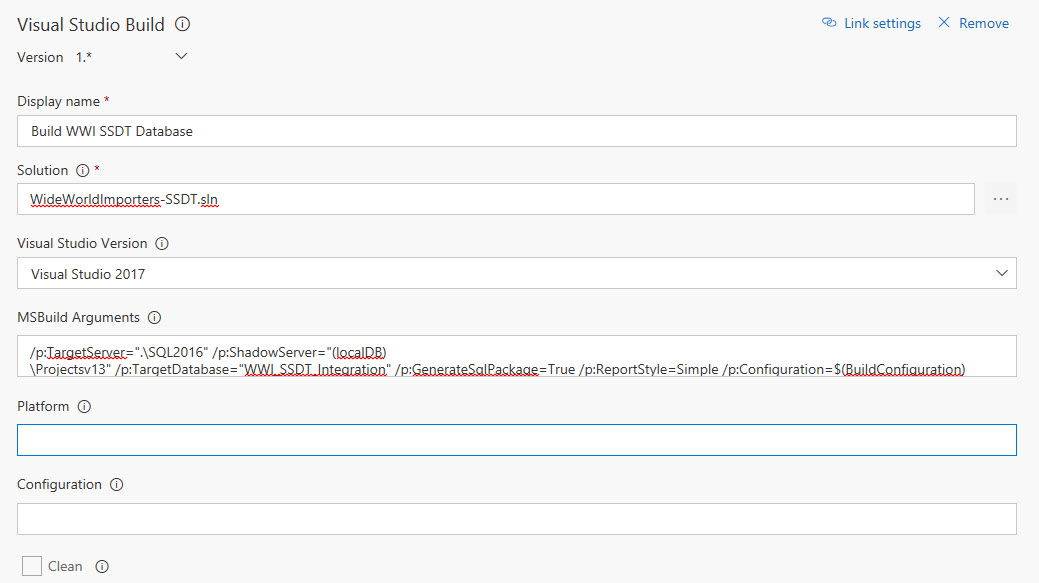 Visual Studio Build
Link settings
Remove
Version 1.*
Display name *
Build WWI SSDT Database
Solution *
WideWorldImporters-SSDT.sln
...
Visual Studio Version
Visual Studio 2017
MSBuild Arguments
/p:TargetServer=".\SQL2016" /p:ShadowServer="(localDB)
\Projectsv13" /p:TargetDatabase="WWI_SSDT_Integration" /p:GenerateSqlPackage=True /p:ReportStyle=Simple /p:Configuration=$(BuildConfiguration)
Platform
Configuration
Clean